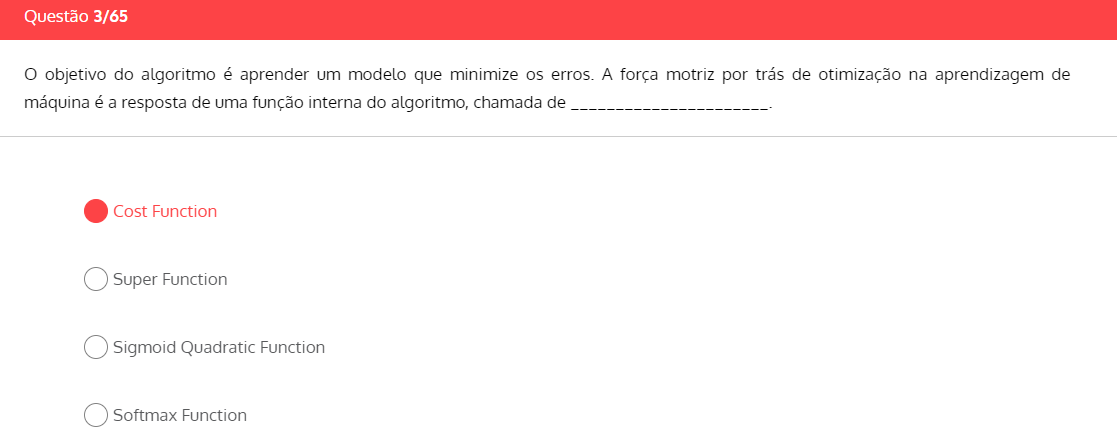 Questão 3/65
O objetivo do algoritmo é aprender um modelo que minimize os erros. A força motriz por trás de otimização na aprendizagem de
máquina é a resposta de uma função interna do algoritmo, chamada de ______________________.
Cost Function
Super Function
Sigmoid Quadratic Function
Softmax Function